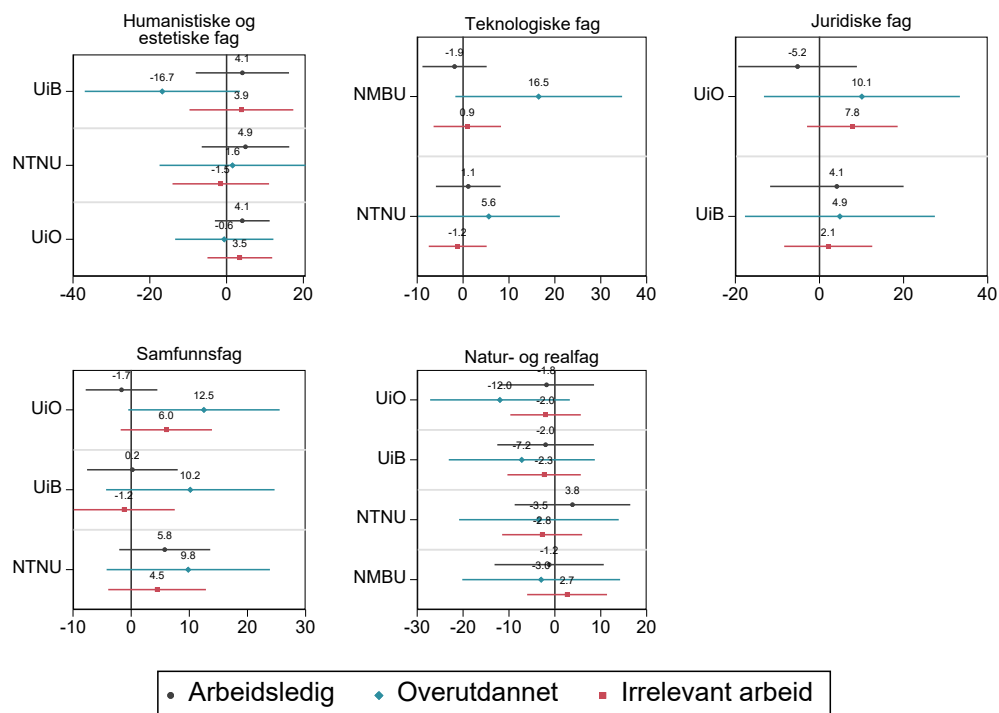 Humanistiske og
estetiske fag
UiB
4.1
-16.7
3.9
NTNU
4.9
1.6
-1.5
UiO
4.1
-0.6
3.5
-40 -20 0 20
Teknologiske fag
NMBU
-1.9
16.5
0.9
NTNU
1.1
5.6
-1.2
-10 0 10 20 30 40
Juridiske fag
UiO
-5.2
10.1
7.8
UiB
4.1
4.9
2.1
-20 0 20 40
Samfunnsfag
UiO
-1.7
12.5
6.0
UiB
0.2
10.2
-1.2
NTNU
5.8
9.8
4.5
-10 0 10 20 30
Natur- og realfag
UiO
-1.8
-12.0
-2.0
UiB
-2.0
-7.2
-2.3
NTNU
3.8
-3.5
-2.8
NMBU
-1.2
-3.0
2.7
-30 -20 -10 0 10 20
Arbeidsledig Overutdannet Irrelevant arbeid